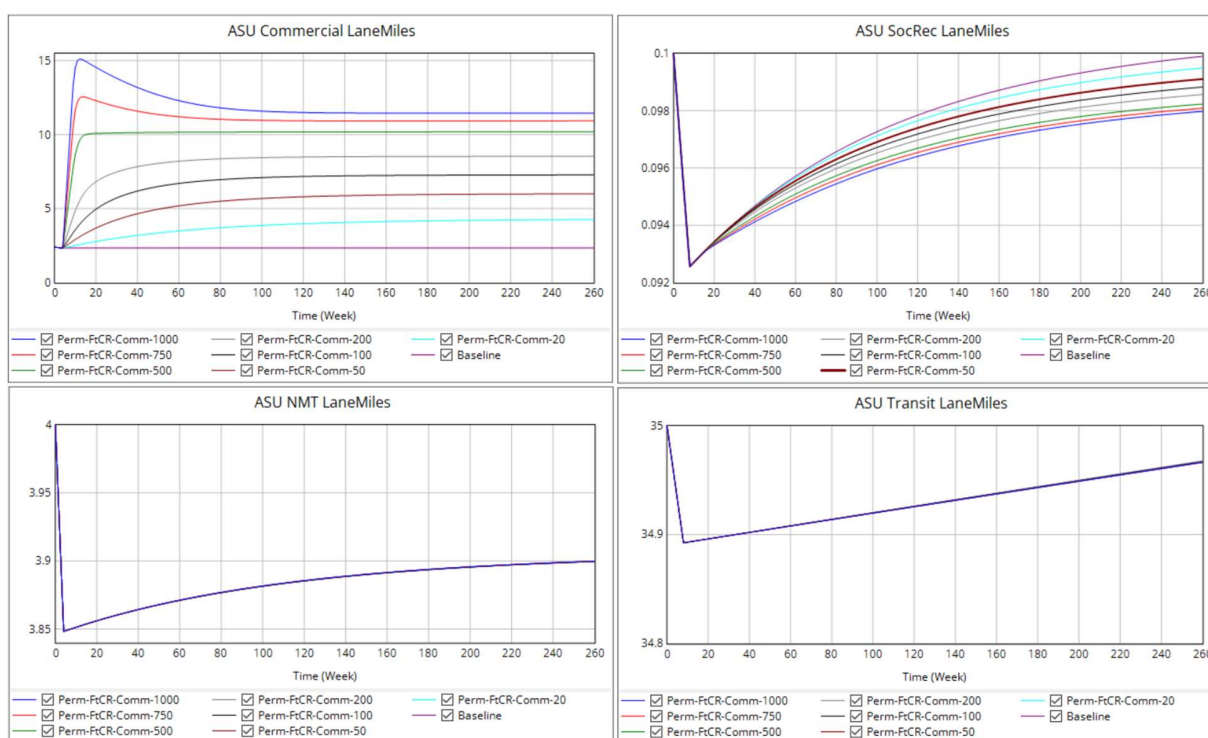 ASU Commercial LaneMiles
15
10
5
0
0 20 40 60 80 100 120 140 160 180 200 220 240 260
Time (Week)
Perm-FtCR-Comm-1000 Perm-FtCR-Comm-200 Perm-FtCR-Comm-20
Perm-FtCR-Comm-750 Perm-FtCR-Comm-100 Baseline
Perm-FtCR-Comm-500 Perm-FtCR-Comm-50
ASU SocRec LaneMiles
0.1
0.098
0.096
0.094
0.092
0 20 40 60 80 100 120 140 160 180 200 220 240 260
Time (Week)
Perm-FtCR-Comm-1000 Perm-FtCR-Comm-200 Perm-FtCR-Comm-20
Perm-FtCR-Comm-750 Perm-FtCR-Comm-100 Baseline
Perm-FtCR-Comm-500 Perm-FtCR-Comm-50
ASU NMT LaneMiles
4
3.95
3.9
3.85
0 20 40 60 80 100 120 140 160 180 200 220 240 260
Time (Week)
Perm-FtCR-Comm-1000 Perm-FtCR-Comm-200 Perm-FtCR-Comm-20
Perm-FtCR-Comm-750 Perm-FtCR-Comm-100 Baseline
Perm-FtCR-Comm-500 Perm-FtCR-Comm-50
ASU Transit LaneMiles
35
34.9
34.8
0 20 40 60 80 100 120 140 160 180 200 220 240 260
Time (Week)
Perm-FtCR-Comm-1000 Perm-FtCR-Comm-200 Perm-FtCR-Comm-20
Perm-FtCR-Comm-750 Perm-FtCR-Comm-100 Baseline
Perm-FtCR-Comm-500 Perm-FtCR-Comm-50